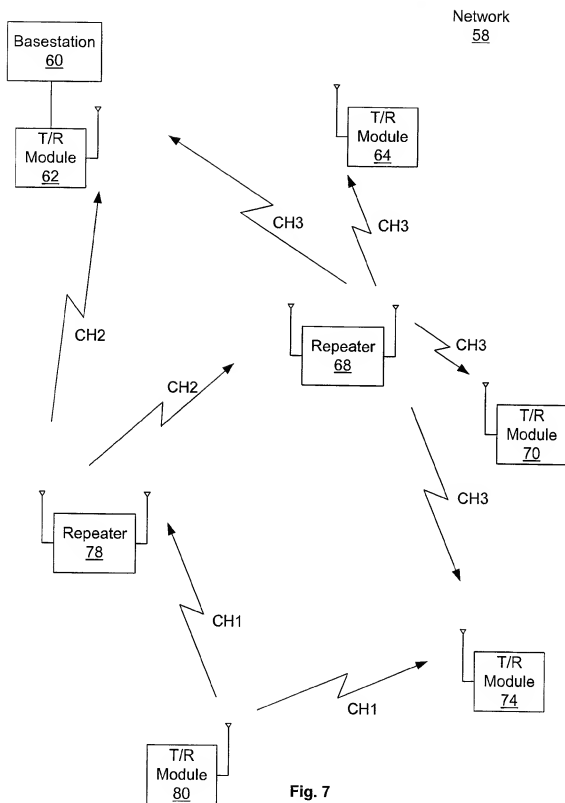 Network
58
Basestation
60
T/R
Module
62
T/R
Module
64
CH3
CH3
CH2
Repeater
68
CH3
CH2
T/R
Module
70
CH3
Repeater
78
CH1
T/R
Module
74
CH1
T/R
Module
80
Fig. 7